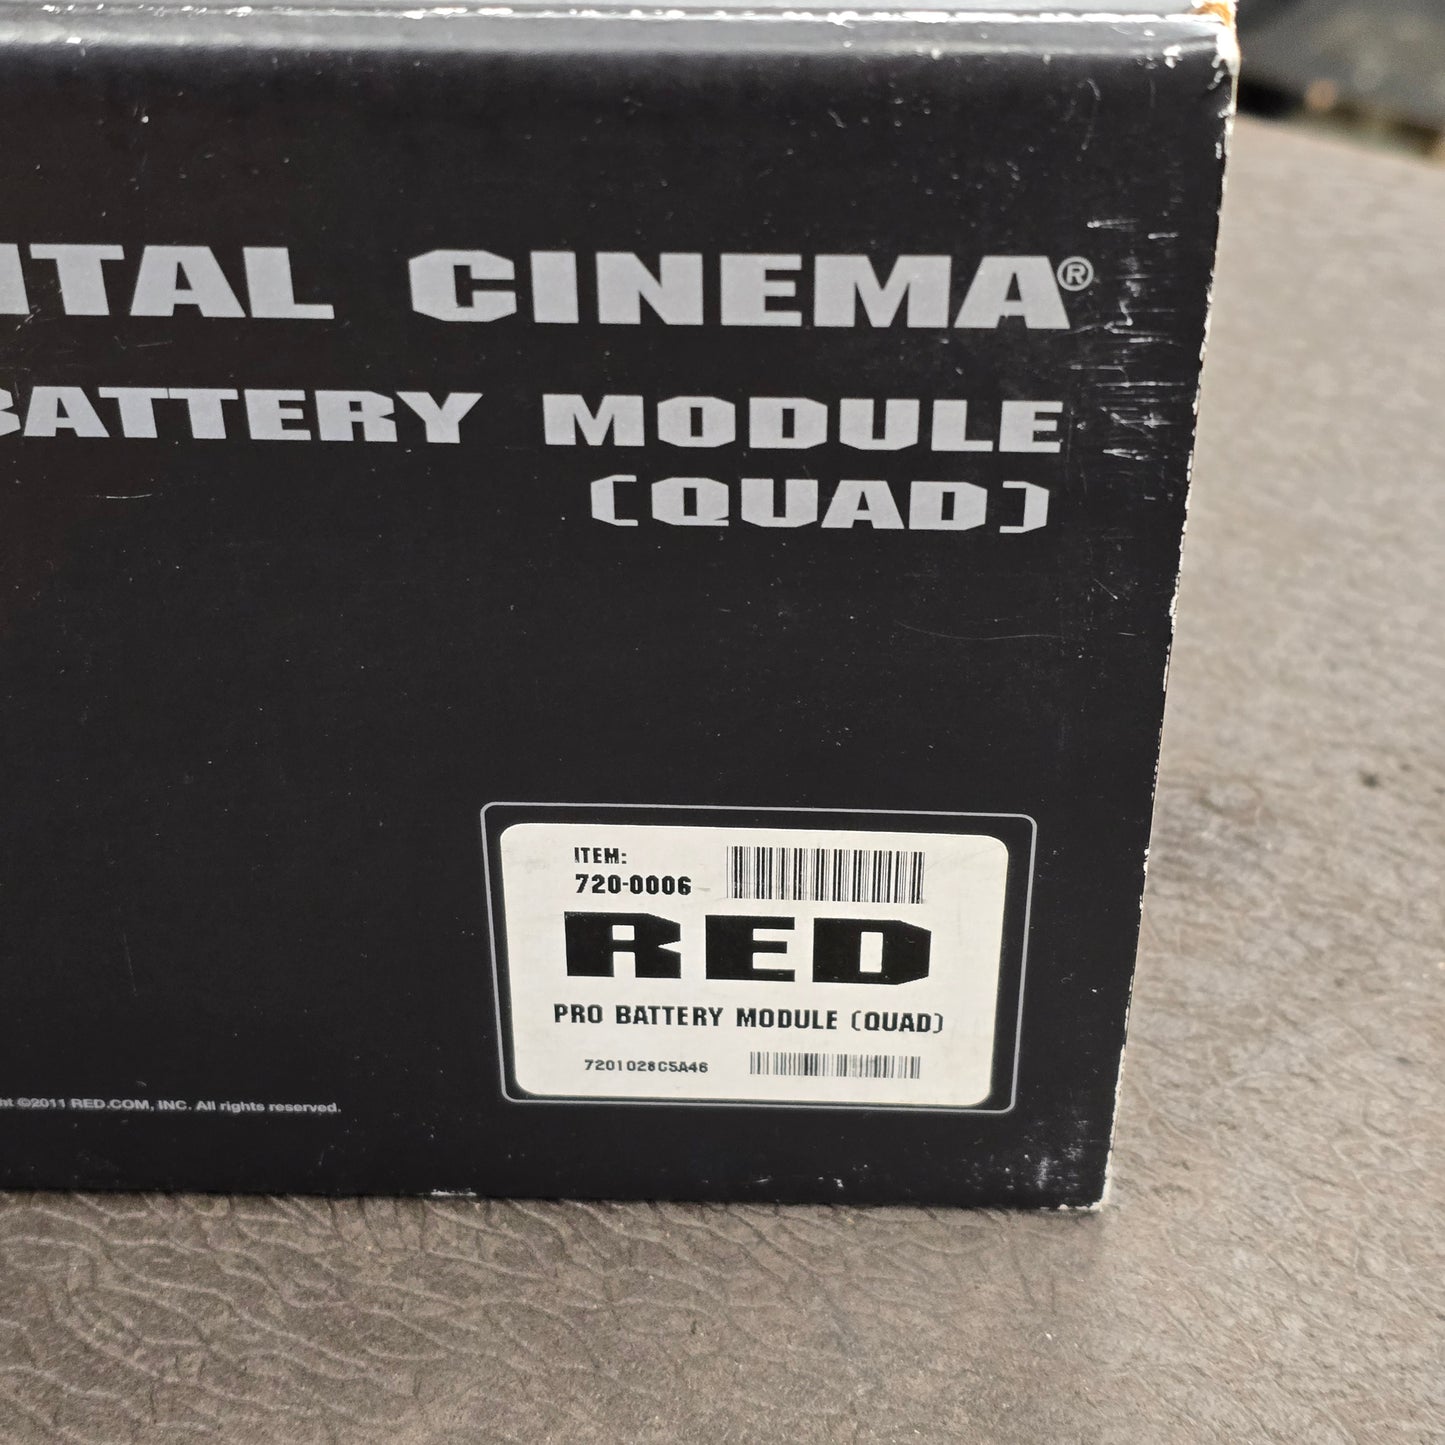 ITAL CINEMA®
BATTERY MODULE
(QUAD)
ITEM:
720-0006
RED
PRO BATTERY MODULE (QUAD)
7201028C5A46
ht ©2011 RED.COM, INC. All rights reserved.